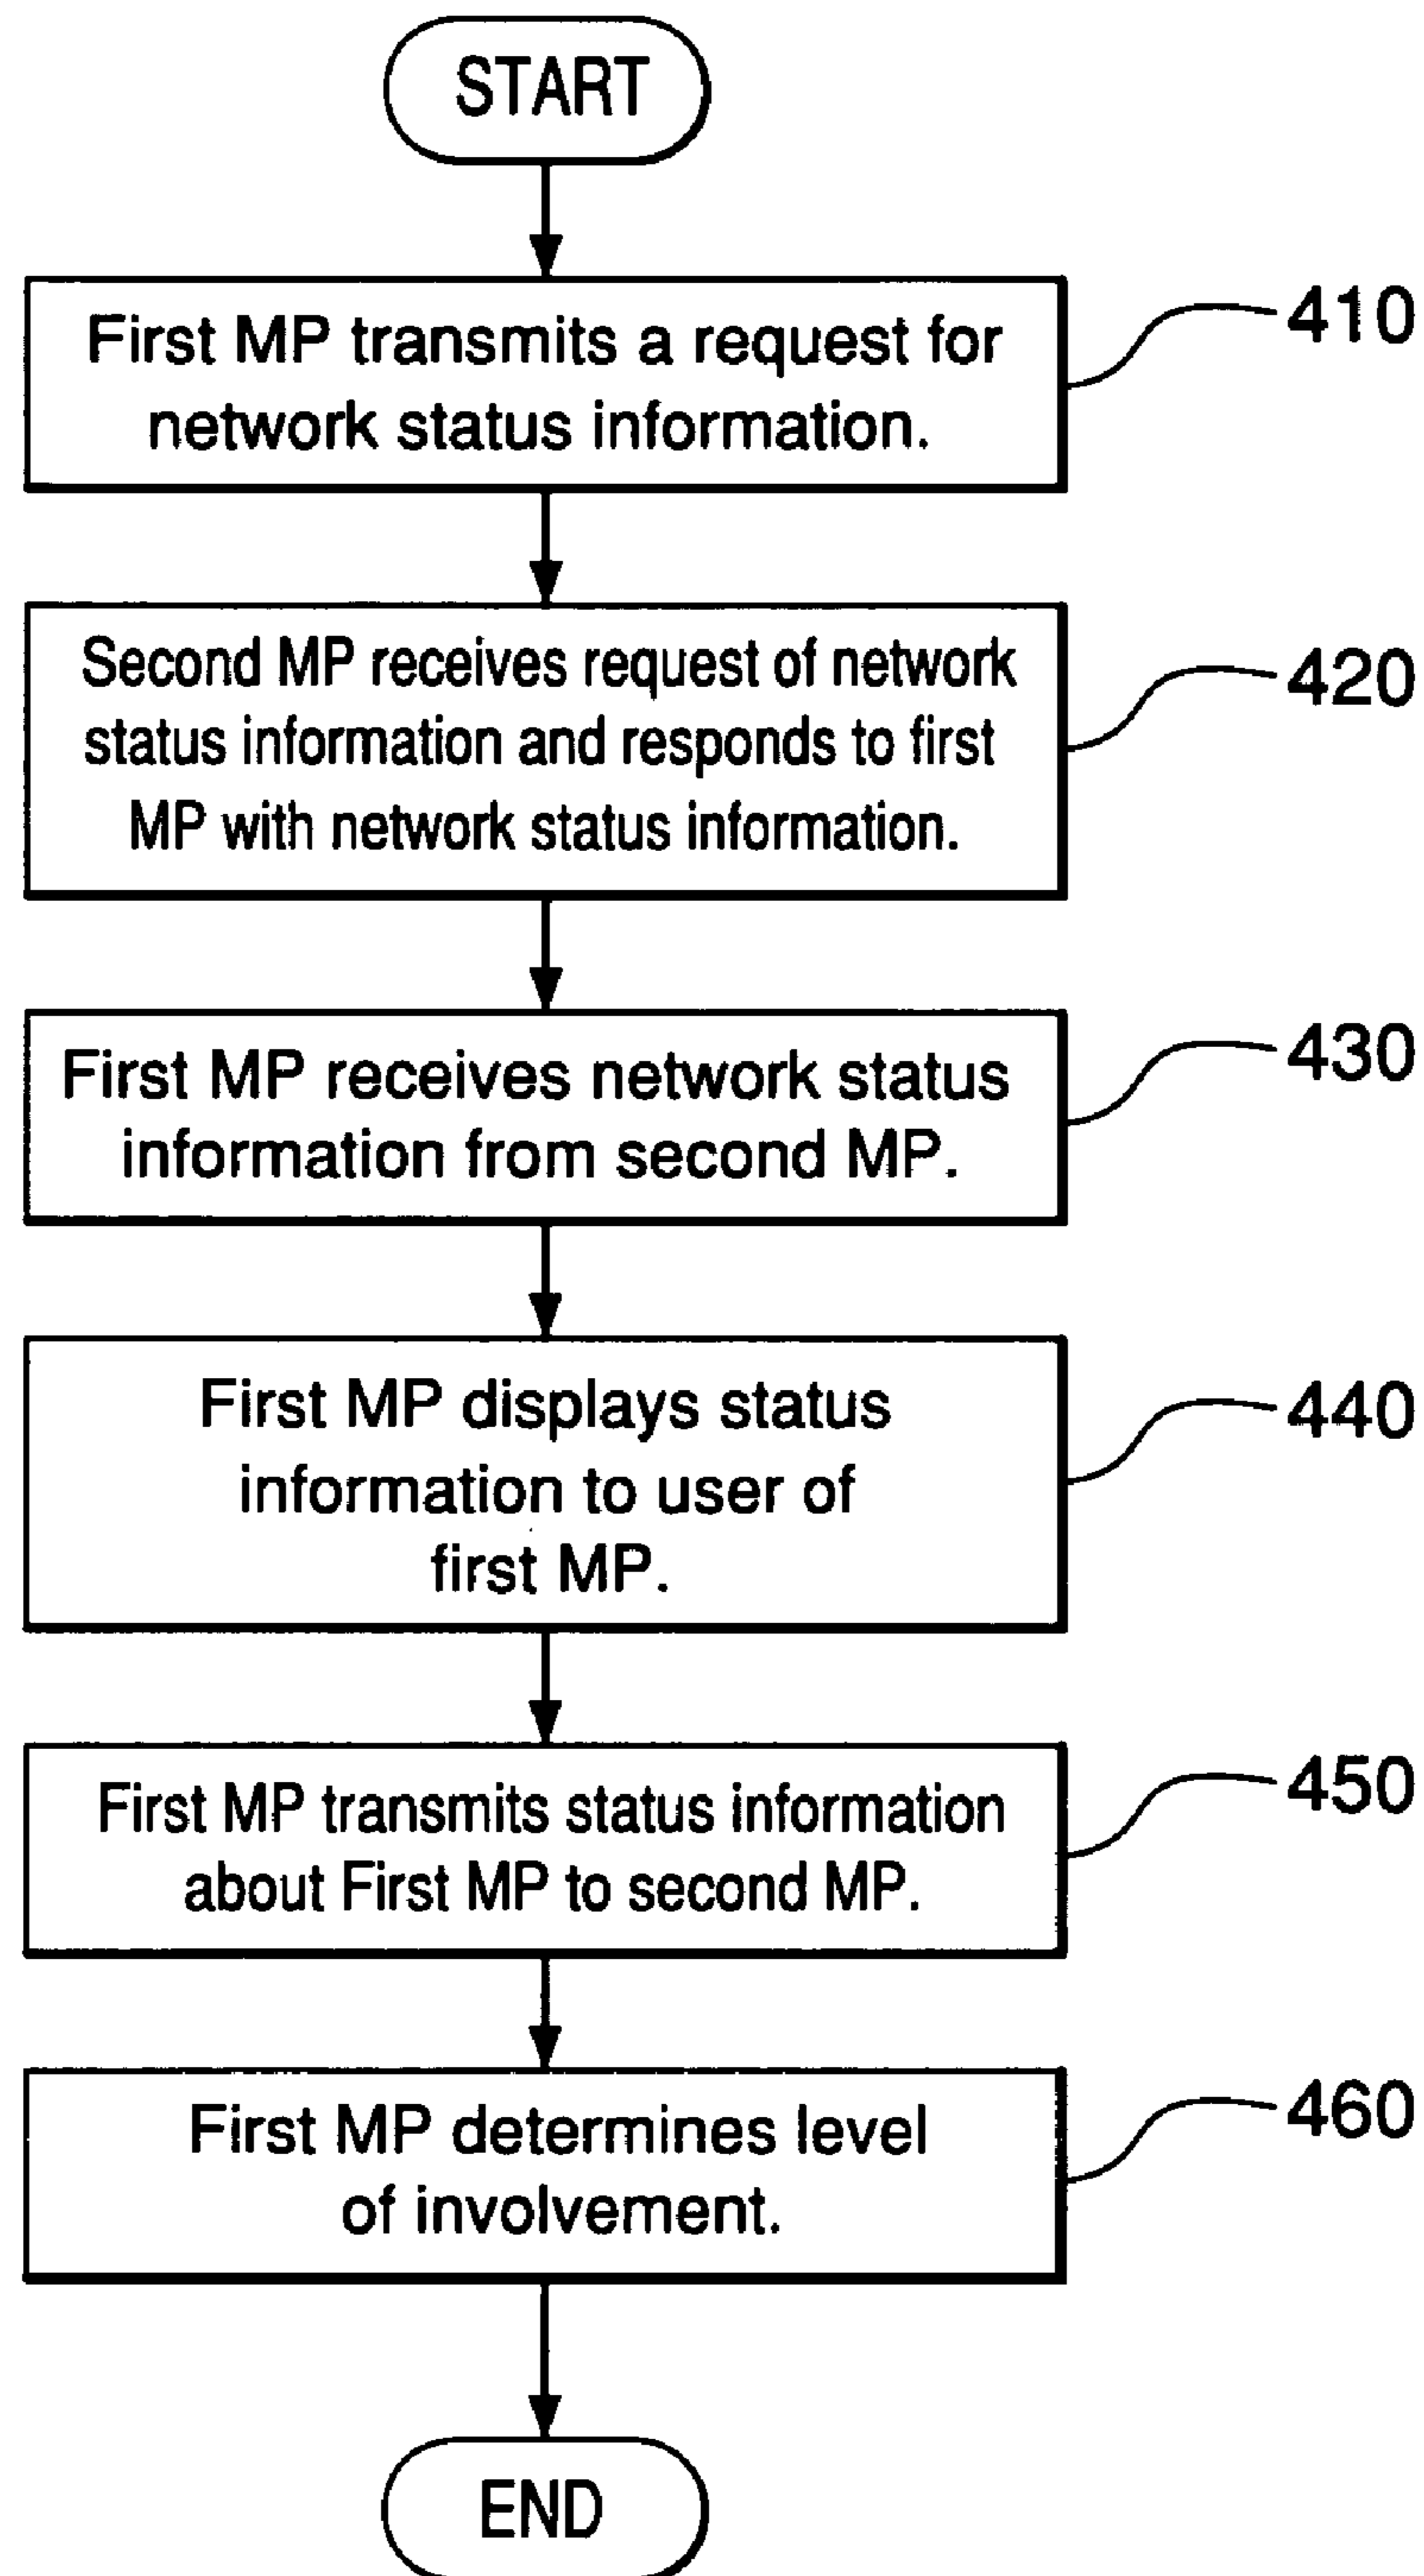 START
First MP transmits a request for
network status information.
410
Second MP receives request of network
status information and responds to first
MP with network status information.
420
First MP receives network status
information from second MP.
430
First MP displays status
information to user of
first MP.
440
First MP transmits status information
about First MP to second MP.
450
First MP determines level
of involvement.
460
END